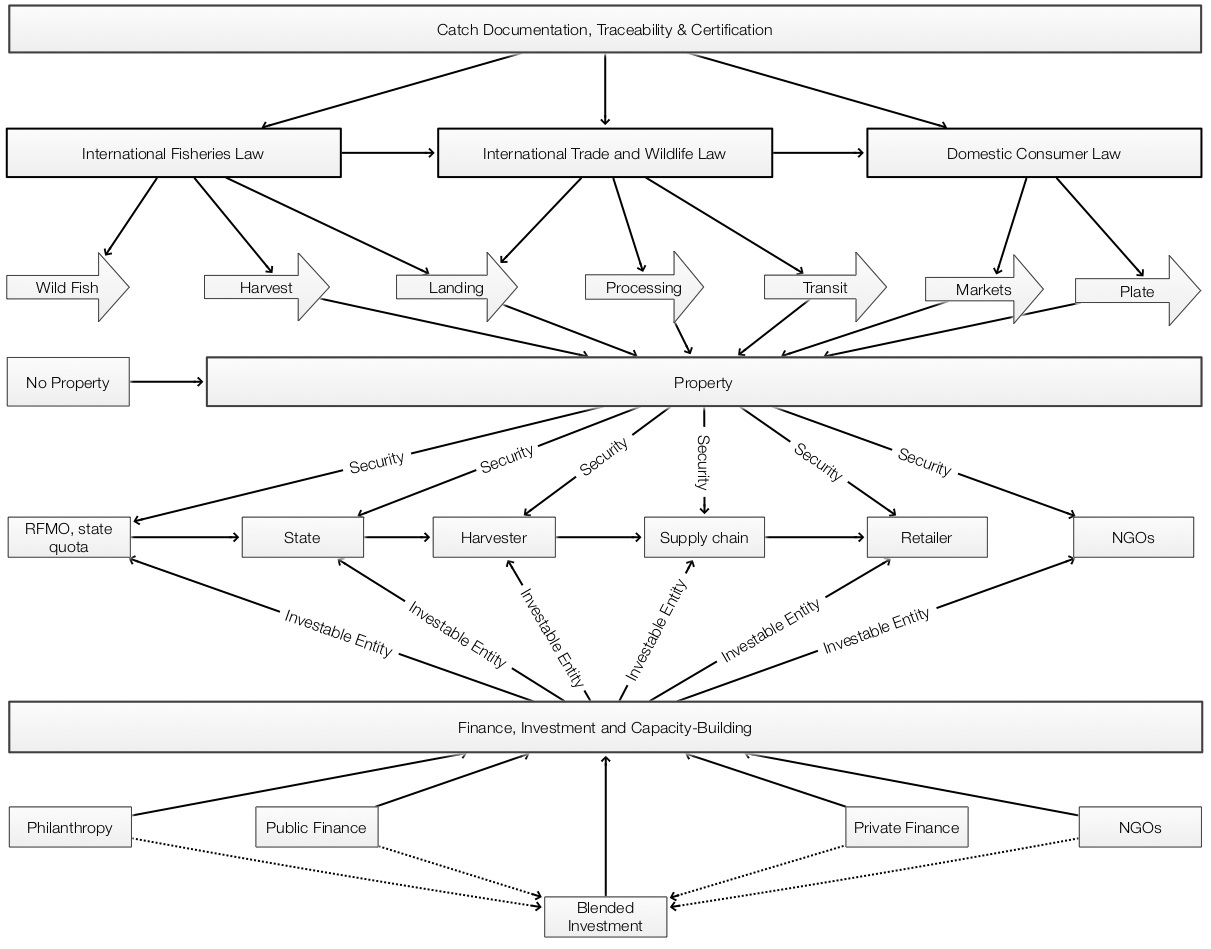 Catch Documentation, Traceability & Certification
International Fisheries Law
International Trade and Wildlife Law
Domestic Consumer Law
Wild Fish
Harvest
Landing
Processing
Transit
Markets
Plate
No Property
Property
Security
Security
Security
Security
Security
Security
RFMO, state
quota
State
Harvester
Supply chain
Retailer
NGOs
Investable Entity
Investable Entity
Investable Entity
Investable Entity
Investable Entity
Investable Entity
Finance, Investment and Capacity-Building
Philanthropy
Public Finance
Private Finance
NGOs
Blended
Investment